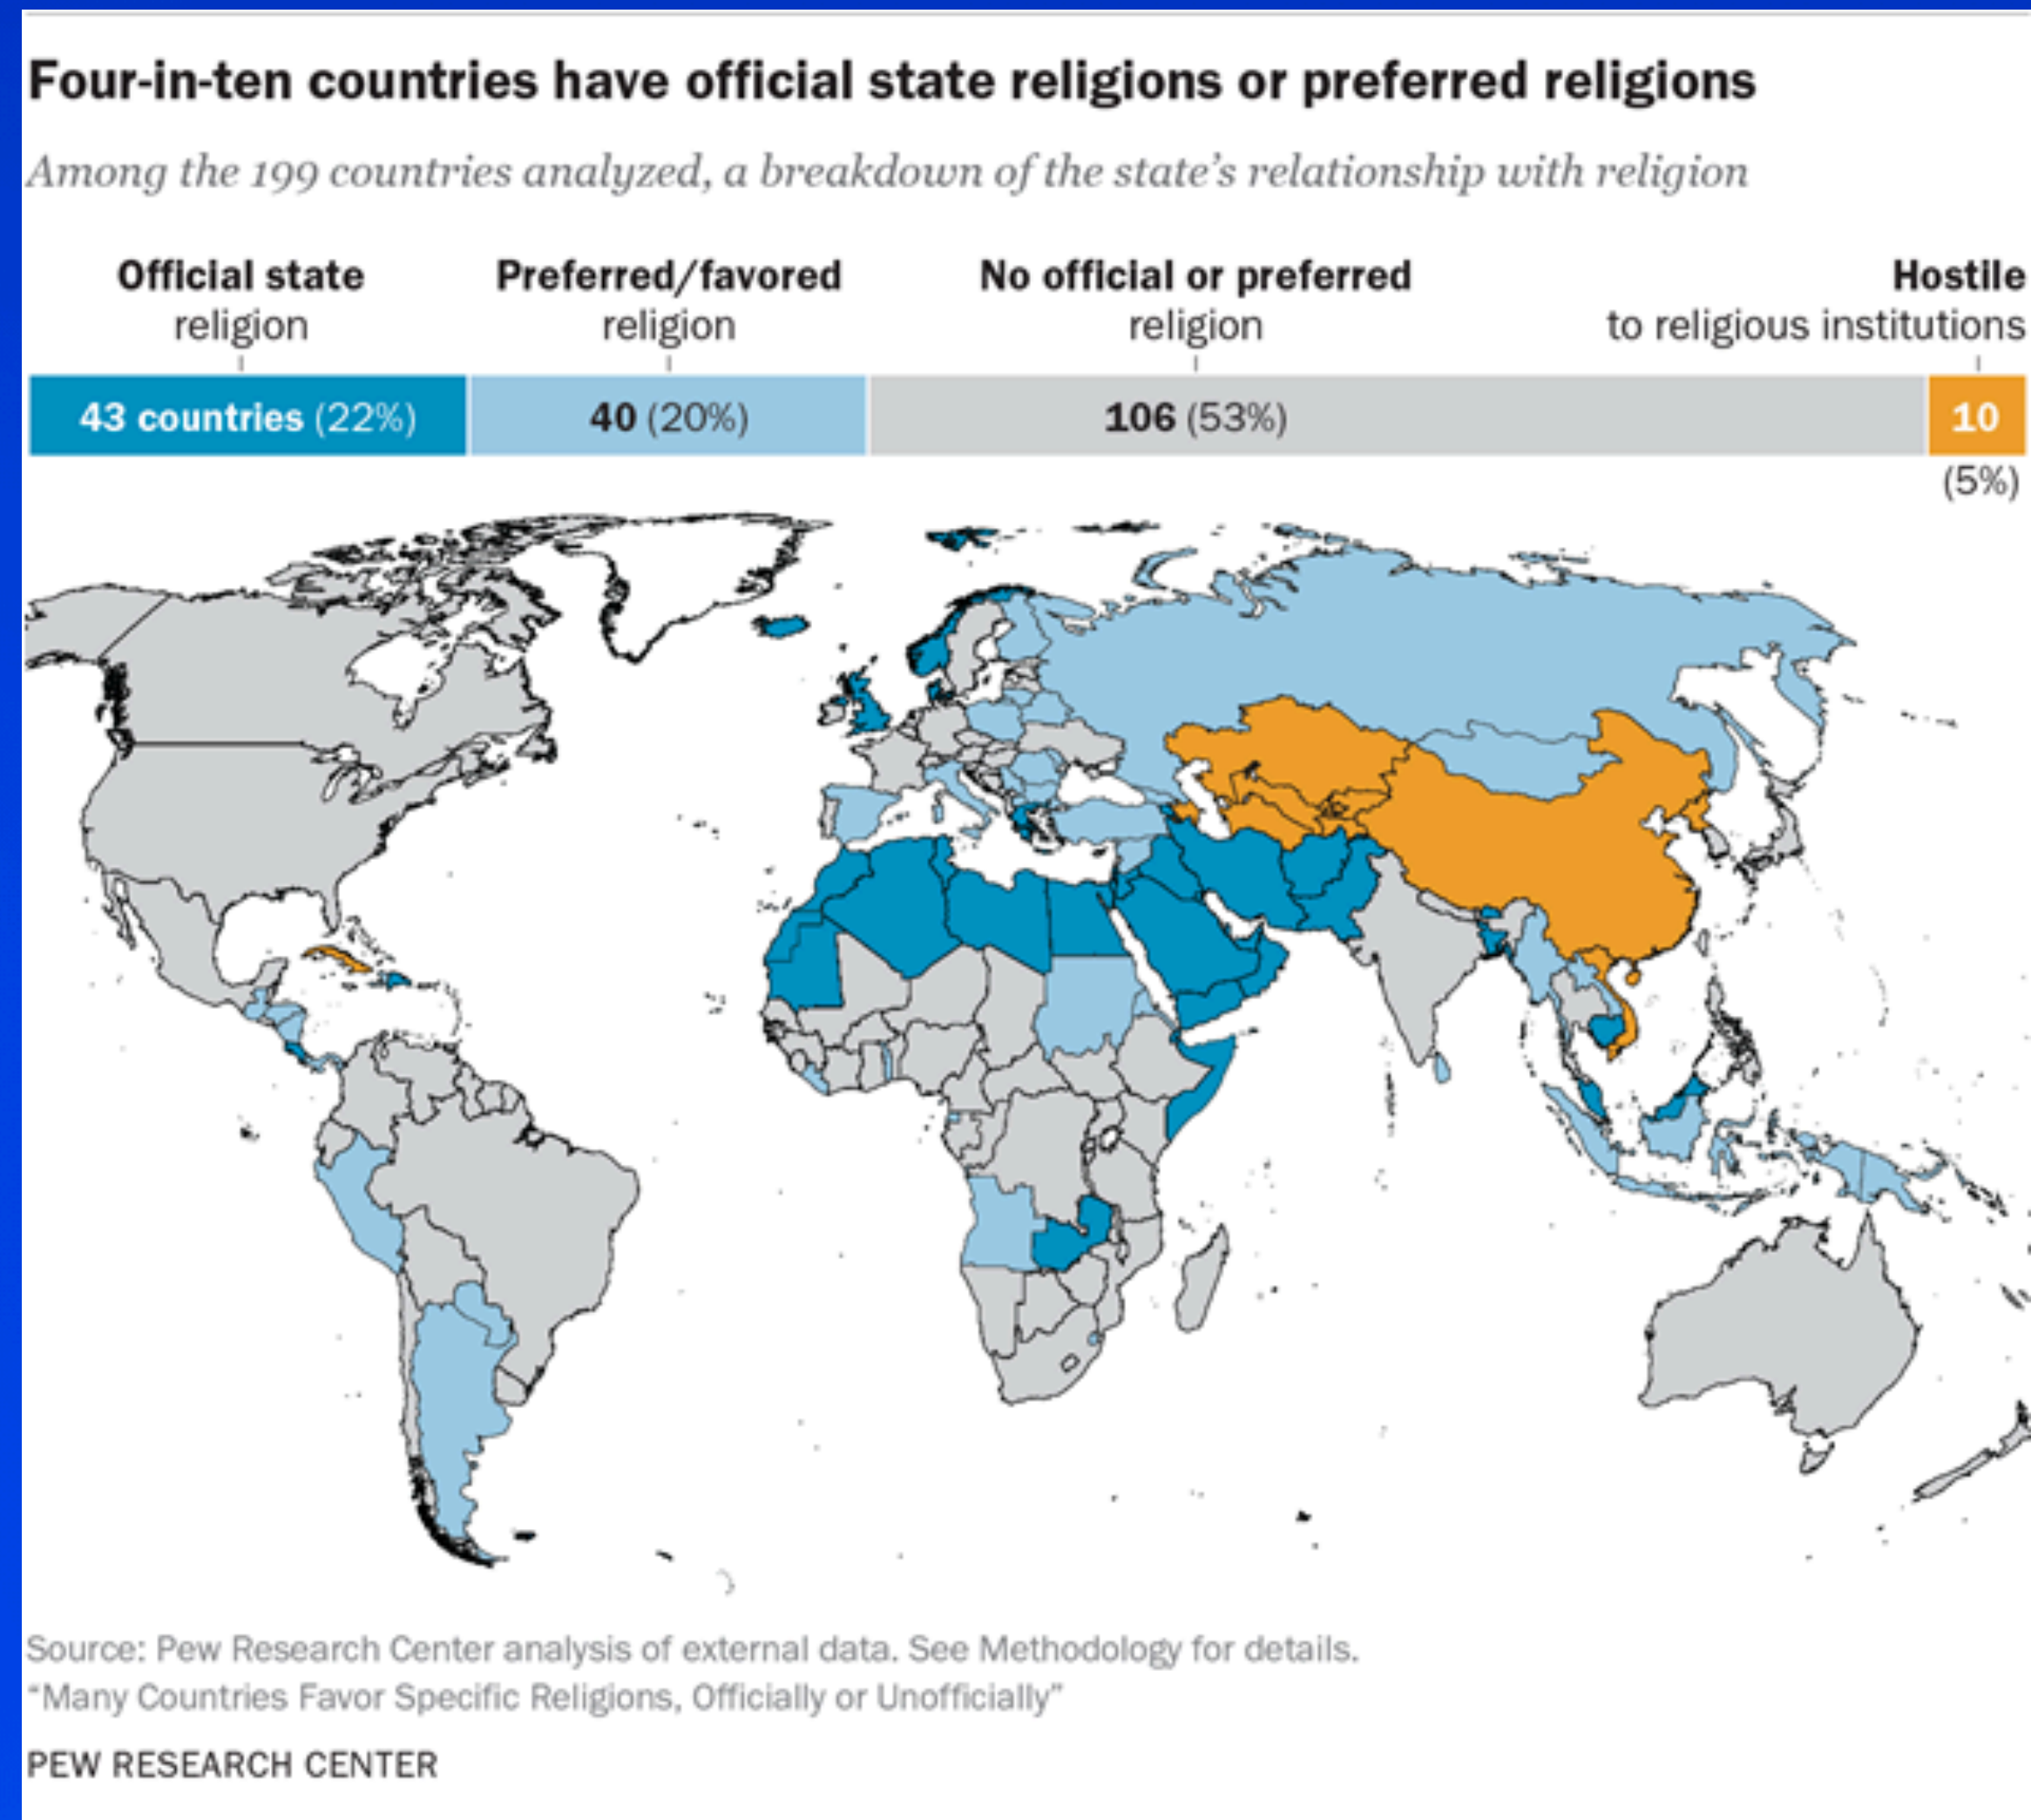 Four-in-ten countries have official state religions or preferred religions
Among the 199 countries analyzed, a breakdown of the state's relationship with religion
Official state
religion
Preferred/favored
religion
No official or preferred
religion
Hostile
to religious institutions
43 countries (22%)
40 (20%)
106 (53%)
10
(5%)
Source: Pew Research Center analysis of external data. See Methodology for details.
“Many Countries Favor Specific Religions, Officially or Unofficially”
PEW RESEARCH CENTER